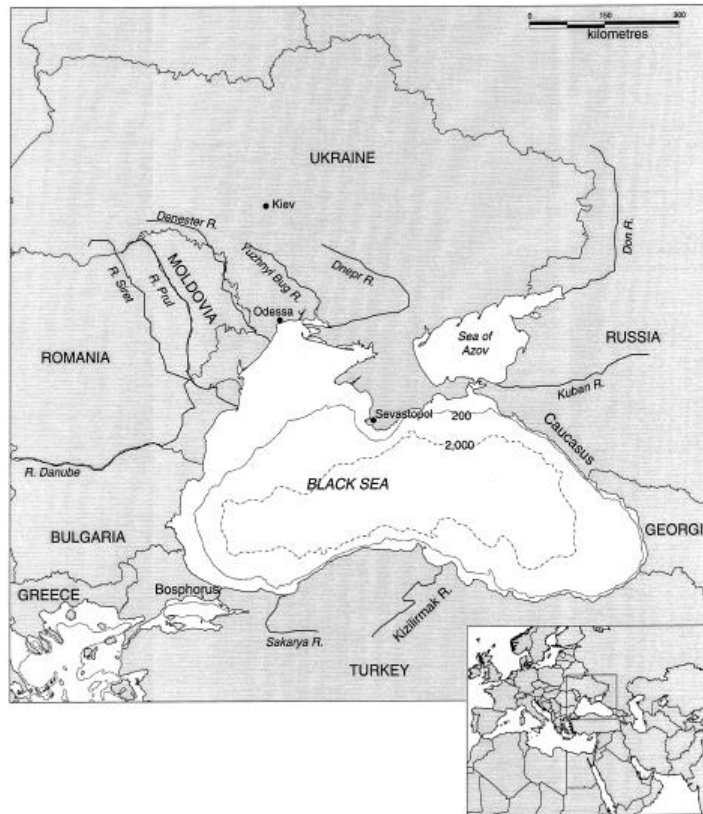 0 150 300
kilometres
UKRAINE
Kiev
Denester R.
Yuzhnyi Bug R.
Dnepr R.
Don R.
MOLDOVIA
R. Siret
R. Prut
Odessa
Sea of
Azov
ROMANIA
RUSSIA
Kuban R.
Sevastopol
200
Caucasus
2,000
R. Danube
BLACK SEA
BULGARIA
GEORGI
GREECE
Bosphorus
Kizilirmak R.
Sakarya R.
TURKEY